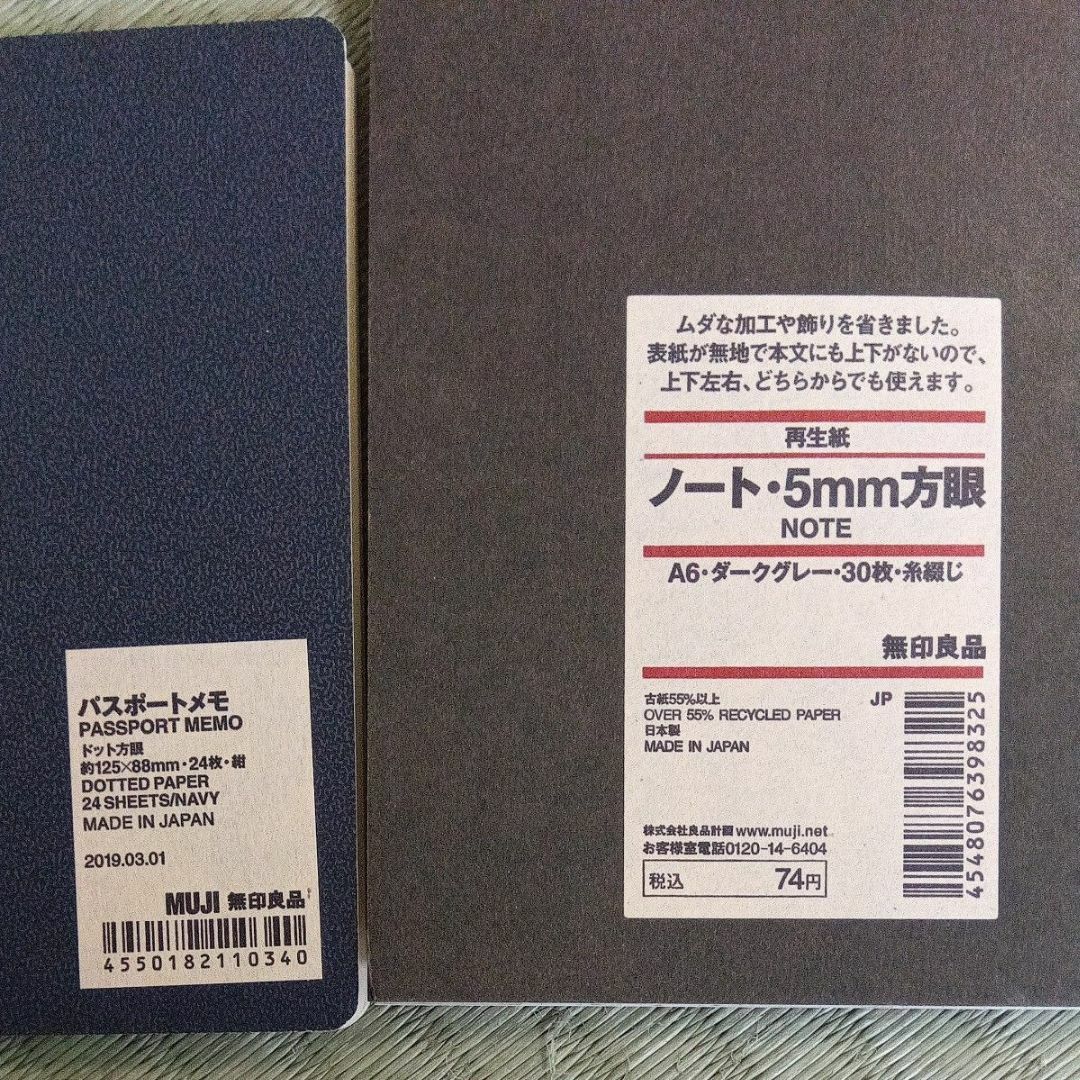 パスポートメモ
PASSPORT MEMO
ドット方眼
約125×88mm・24枚・紺
DOTTED PAPER
24 SHEETS/NAVY
MADE IN JAPAN
2019.03.01
MUJI 無印良品
4550182110340
ムダな加工や飾りを省きました。
表紙が無地で本文にも上下がないので、
上下左右、どちらからでも使えます。
再生紙
ノート・5mm方眼
NOTE
A6・ダークグレー・30枚・糸綴じ
無印良品
古紙55%以上
OVER 55% RECYCLED PAPER
日本製
MADE IN JAPAN
JP
4548076398325
株式会社良品計画 www.muji.net
お客様室電話0120-14-6404
税込 74円